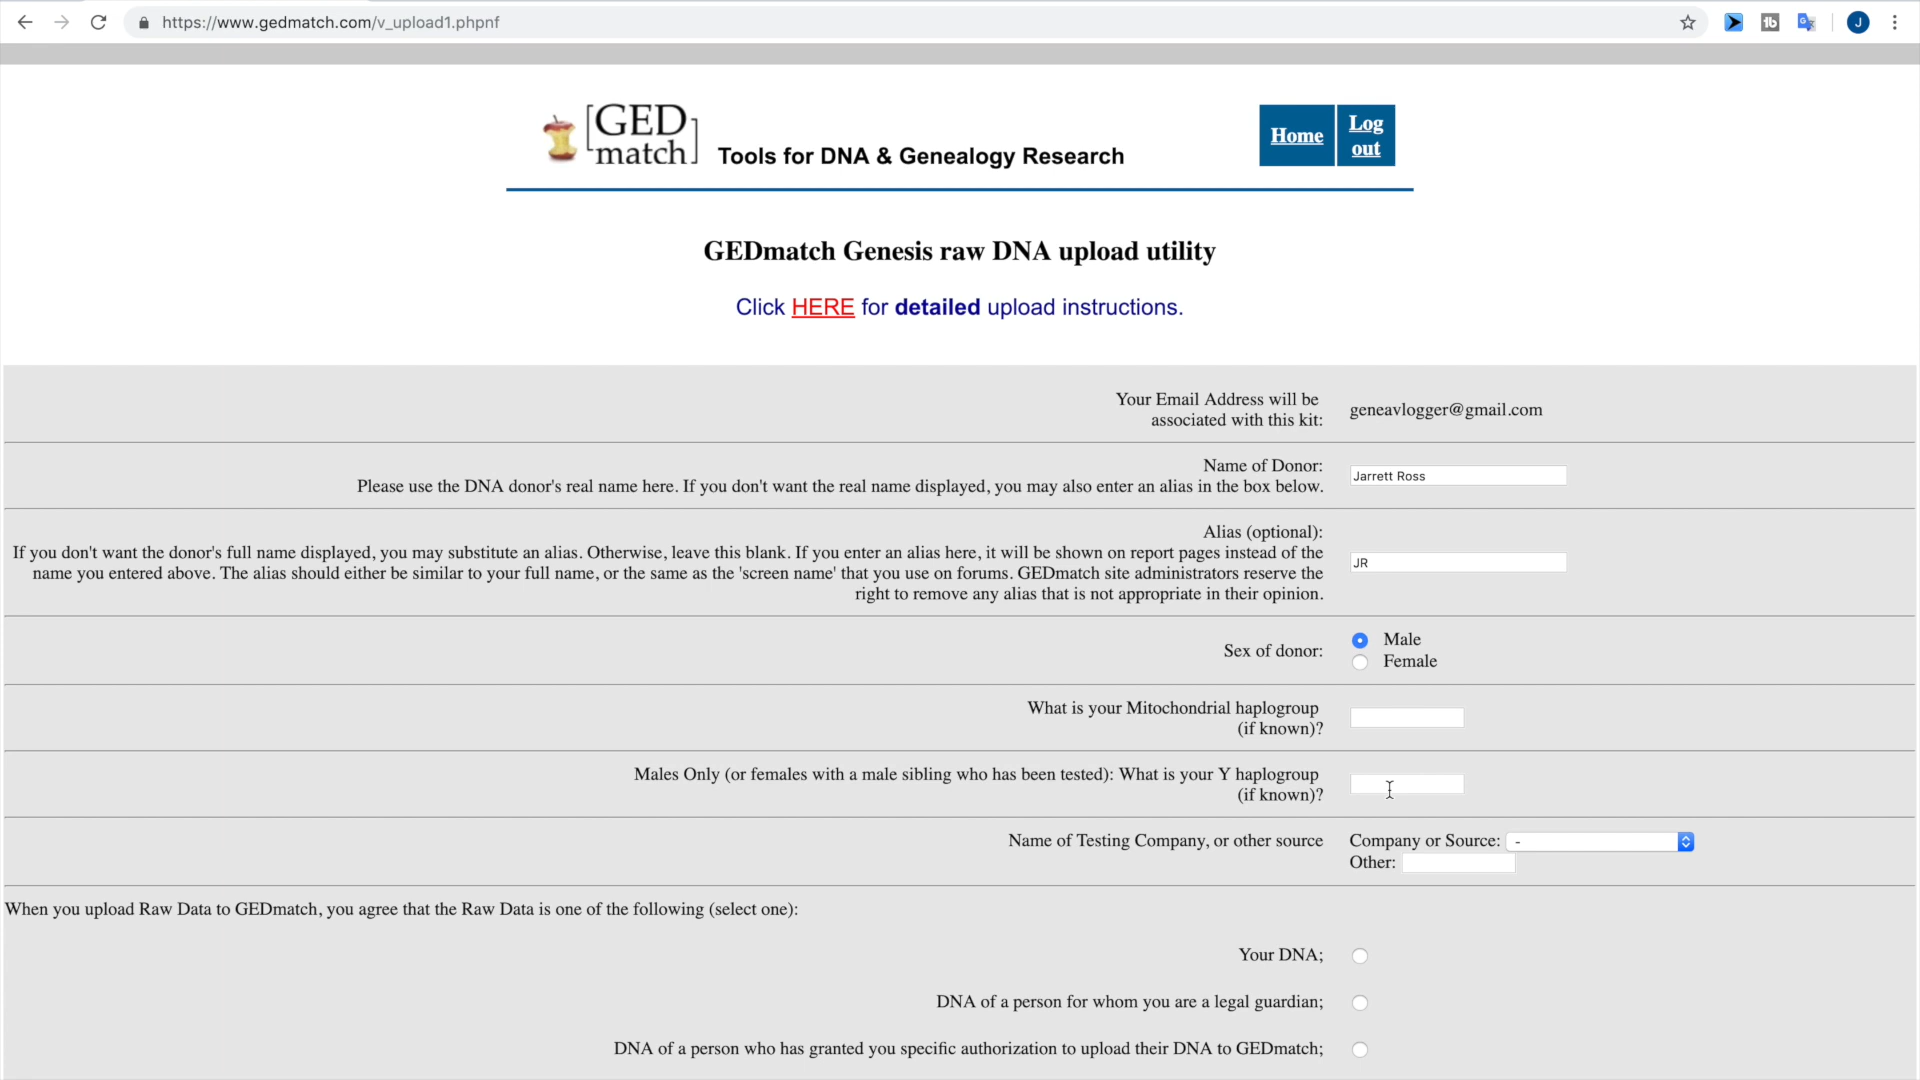 https://www.gedmatch.com/v_upload1.phpnf
J
[GED
match]
Tools for DNA & Genealogy Research
Home
Log
out
GEDmatch Genesis raw DNA upload utility
Click HERE for detailed upload instructions.
Your Email Address will be
associated with this kit:
geneavlogger@gmail.com
Name of Donor:
Please use the DNA donor's real name here. If you don't want the real name displayed, you may also enter an alias in the box below.
Jarrett Ross
Alias (optional):
If you don't want the donor's full name displayed, you may substitute an alias. Otherwise, leave this blank. If you enter an alias here, it will be shown on report pages instead of the
name you entered above. The alias should either be similar to your full name, or the same as the 'screen name' that you use on forums. GEDmatch site administrators reserve the
right to remove any alias that is not appropriate in their opinion.
JR
Sex of donor:
Male
Female
What is your Mitochondrial haplogroup
(if known)?
Males Only (or females with a male sibling who has been tested): What is your Y haplogroup
(if known)?
Name of Testing Company, or other source
Company or Source: -
Other:
When you upload Raw Data to GEDmatch, you agree that the Raw Data is one of the following (select one):
Your DNA;
DNA of a person for whom you are a legal guardian;
DNA of a person who has granted you specific authorization to upload their DNA to GEDmatch;